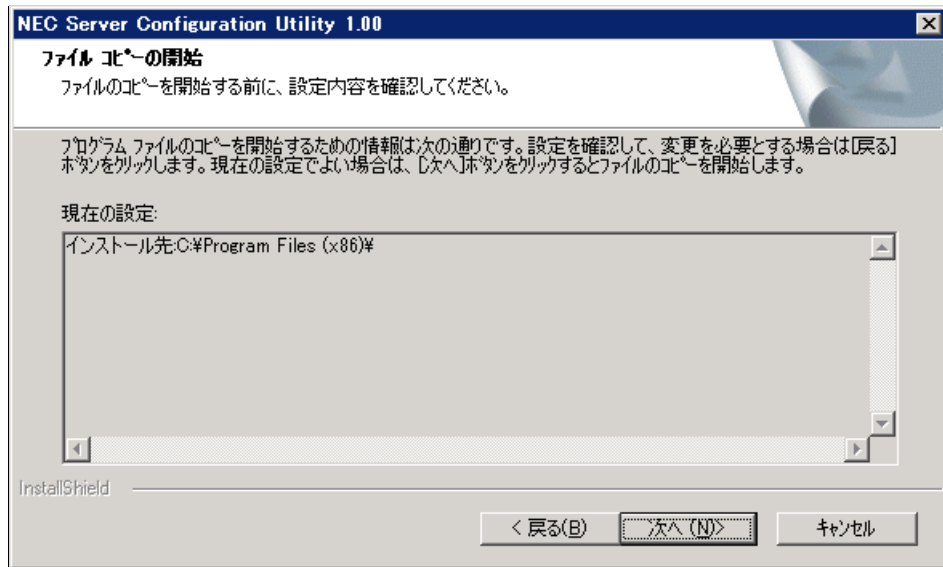 NEC Server Configuration Utility 1.00
ファイル コピーの開始
ファイルのコピーを開始する前に、設定内容を確認してください。
プログラム ファイルのコピーを開始するための情報は次の通りです。設定を確認して、変更を必要とする場合は[戻る]
ボタンをクリックします。現在の設定でよい場合は、[次へ]ボタンをクリックするとファイルのコピーを開始します。
現在の設定:
インストール先:C:¥Program Files (x86)¥
InstallShield
< 戻る(B)
次へ (N)>
キャンセル